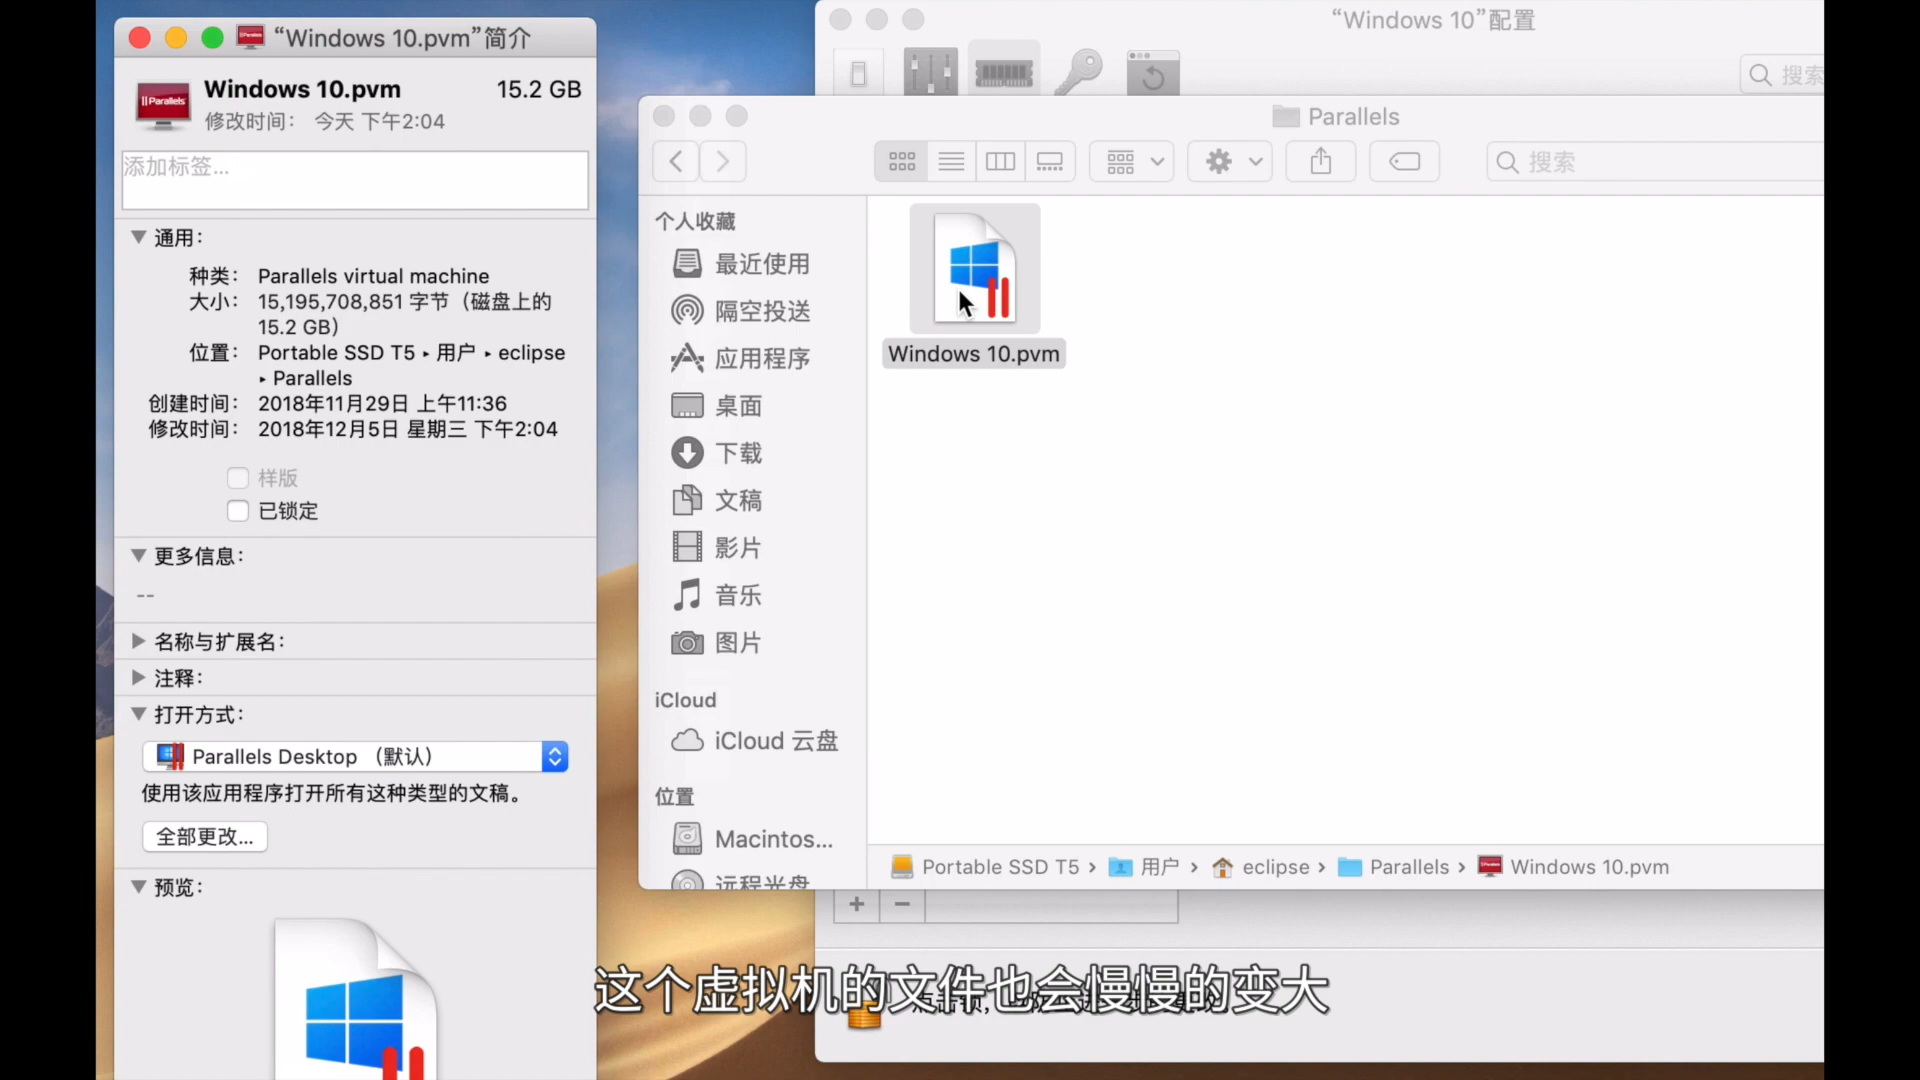 “Windows 10.pvm”简介
Windows 10.pvm 15.2 GB
修改时间： 今天 下午2:04
添加标签...
通用：
种类： Parallels virtual machine
大小： 15,195,708,851 字节（磁盘上的
15.2 GB）
位置： Portable SSD T5 ▸ 用户 ▸ eclipse
▸ Parallels
创建时间： 2018年11月29日 上午11:36
修改时间： 2018年12月5日 星期三 下午2:04
样版
已锁定
更多信息：
--
名称与扩展名：
注释：
打开方式：
Parallels Desktop （默认）
使用该应用程序打开所有这种类型的文稿。
全部更改...
预览：
“Windows 10”配置
搜索
Parallels
搜索
个人收藏
最近使用
隔空投送
应用程序
桌面
下载
文稿
影片
音乐
图片
iCloud
iCloud 云盘
位置
Macintos...
远程光盘
Windows 10.pvm
Portable SSD T5 › 用户 › eclipse › Parallels › Windows 10.pvm
这个虚拟机的文件也会慢慢的变大